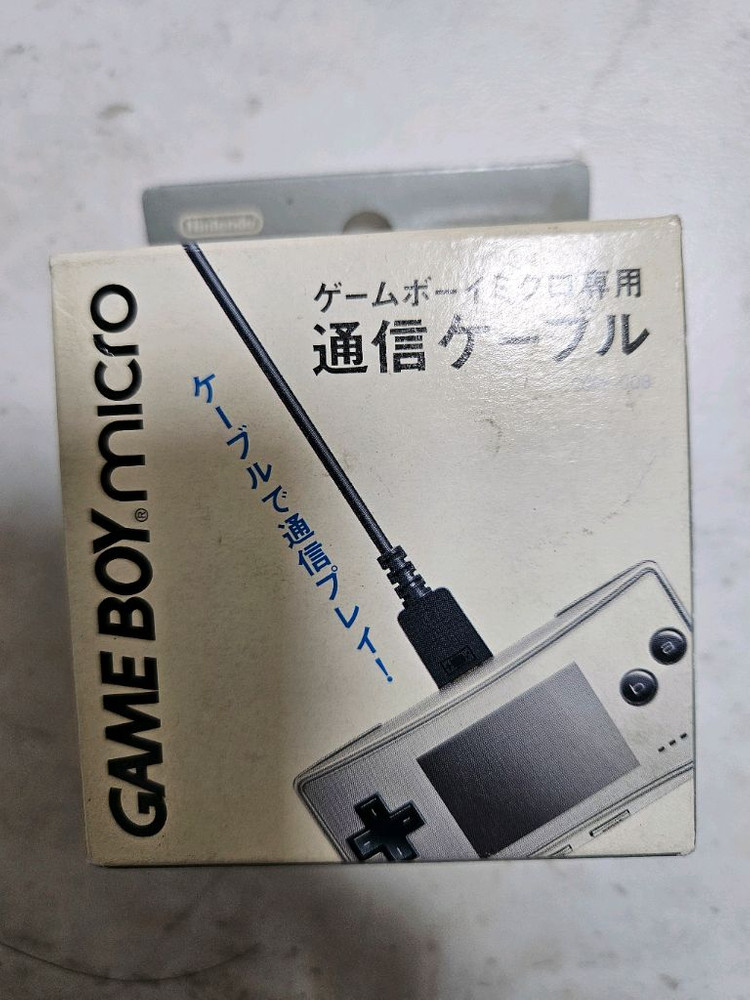 Nintendo
ゲームボーイミクロ専用
通信ケーブル
ケーブルで通信プレイ!
GAME BOY® micro
a
b